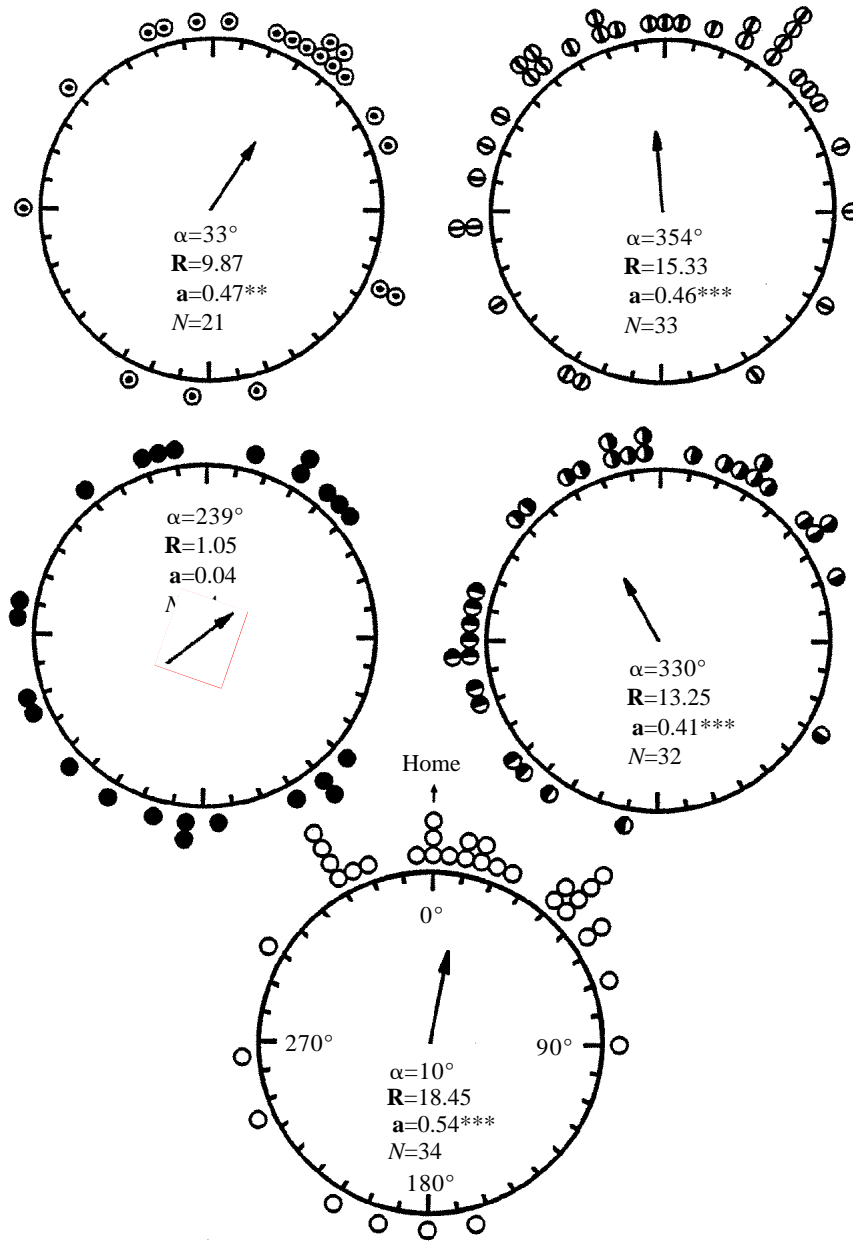 α=33°
R=9.87
a=0.47**
N=21
α=354°
R=15.33
a=0.46***
N=33
α=239°
R=1.05
a=0.04
α=330°
R=13.25
a=0.41***
N=32
Home
0°
270°
90°
α=10°
R=18.45
a=0.54***
N=34
180°